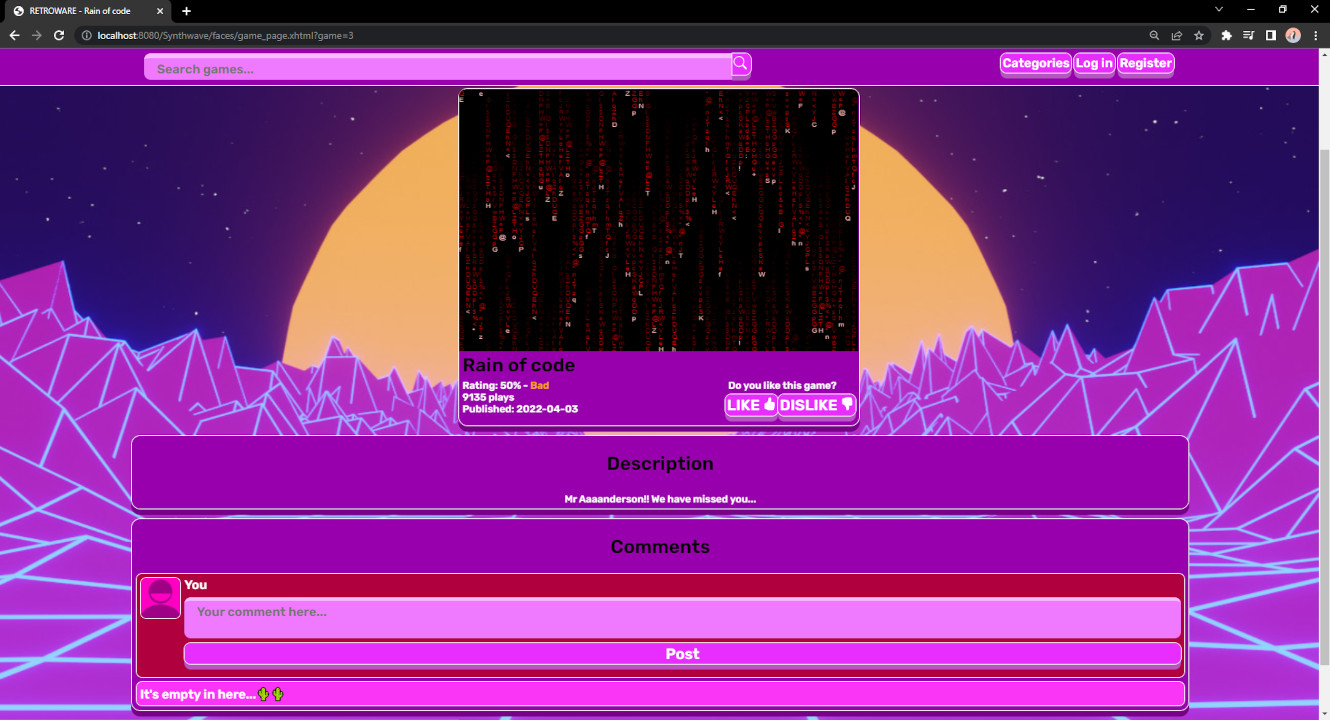 RETROWARE - Rain of code
localhost:8080/Synthwave/faces/game_page.xhtml?game=3
Search games...
Categories Log in Register
Rain of code
Rating: 50% - Bad
9135 plays
Published: 2022-04-03
Do you like this game?
LIKE DISLIKE
Description
Mr Aaaanderson!! We have missed you...
Comments
You
Your comment here...
Post
It's empty in here...